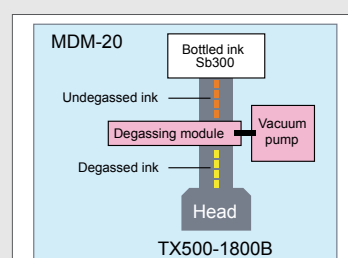 MDM-20
Bottled ink
Sb300
Undegassed ink
Degassing module
Vacuum
pump
Degassed ink
Head
TX500-1800B